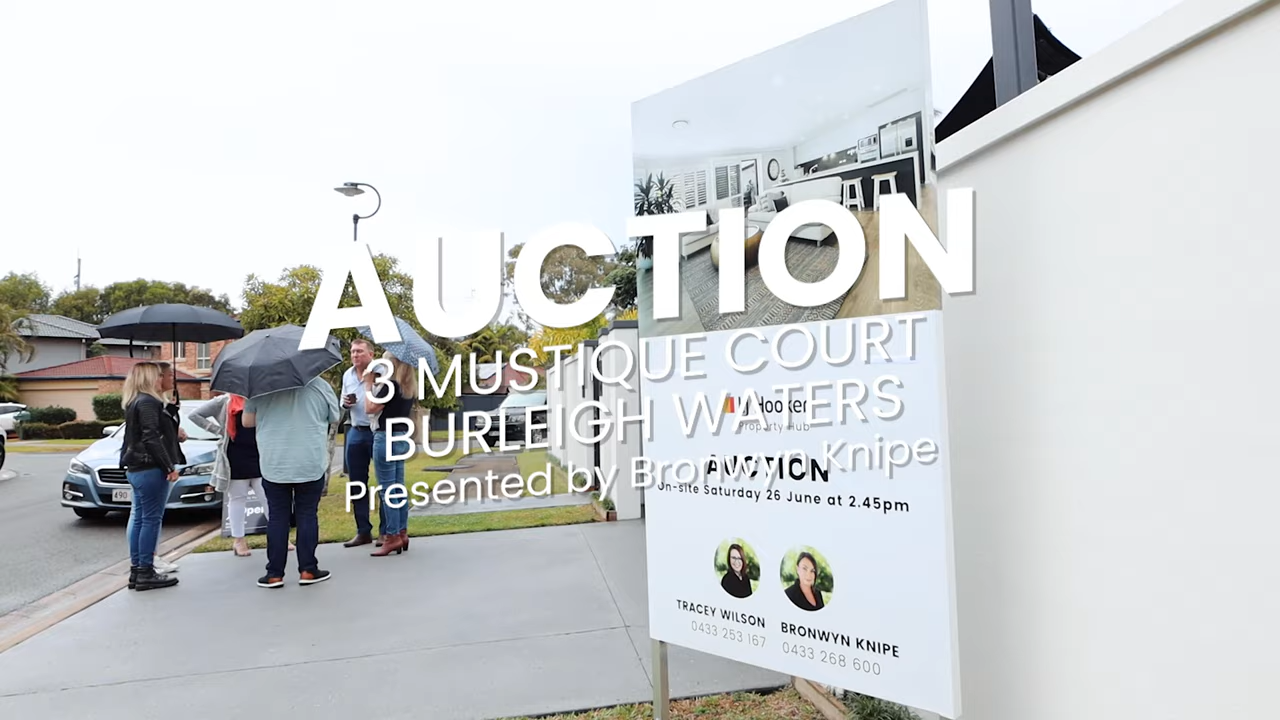 AUCTION
3 MUSTIQUE COURT
BURLEIGH WATERS
Presented by Bronwyn Knipe
Hooker
Property Hub
AUCTION
On-site Saturday 26 June at 2.45pm
TRACEY WILSON
0433 253 167
BRONWYN KNIPE
0433 268 600
490